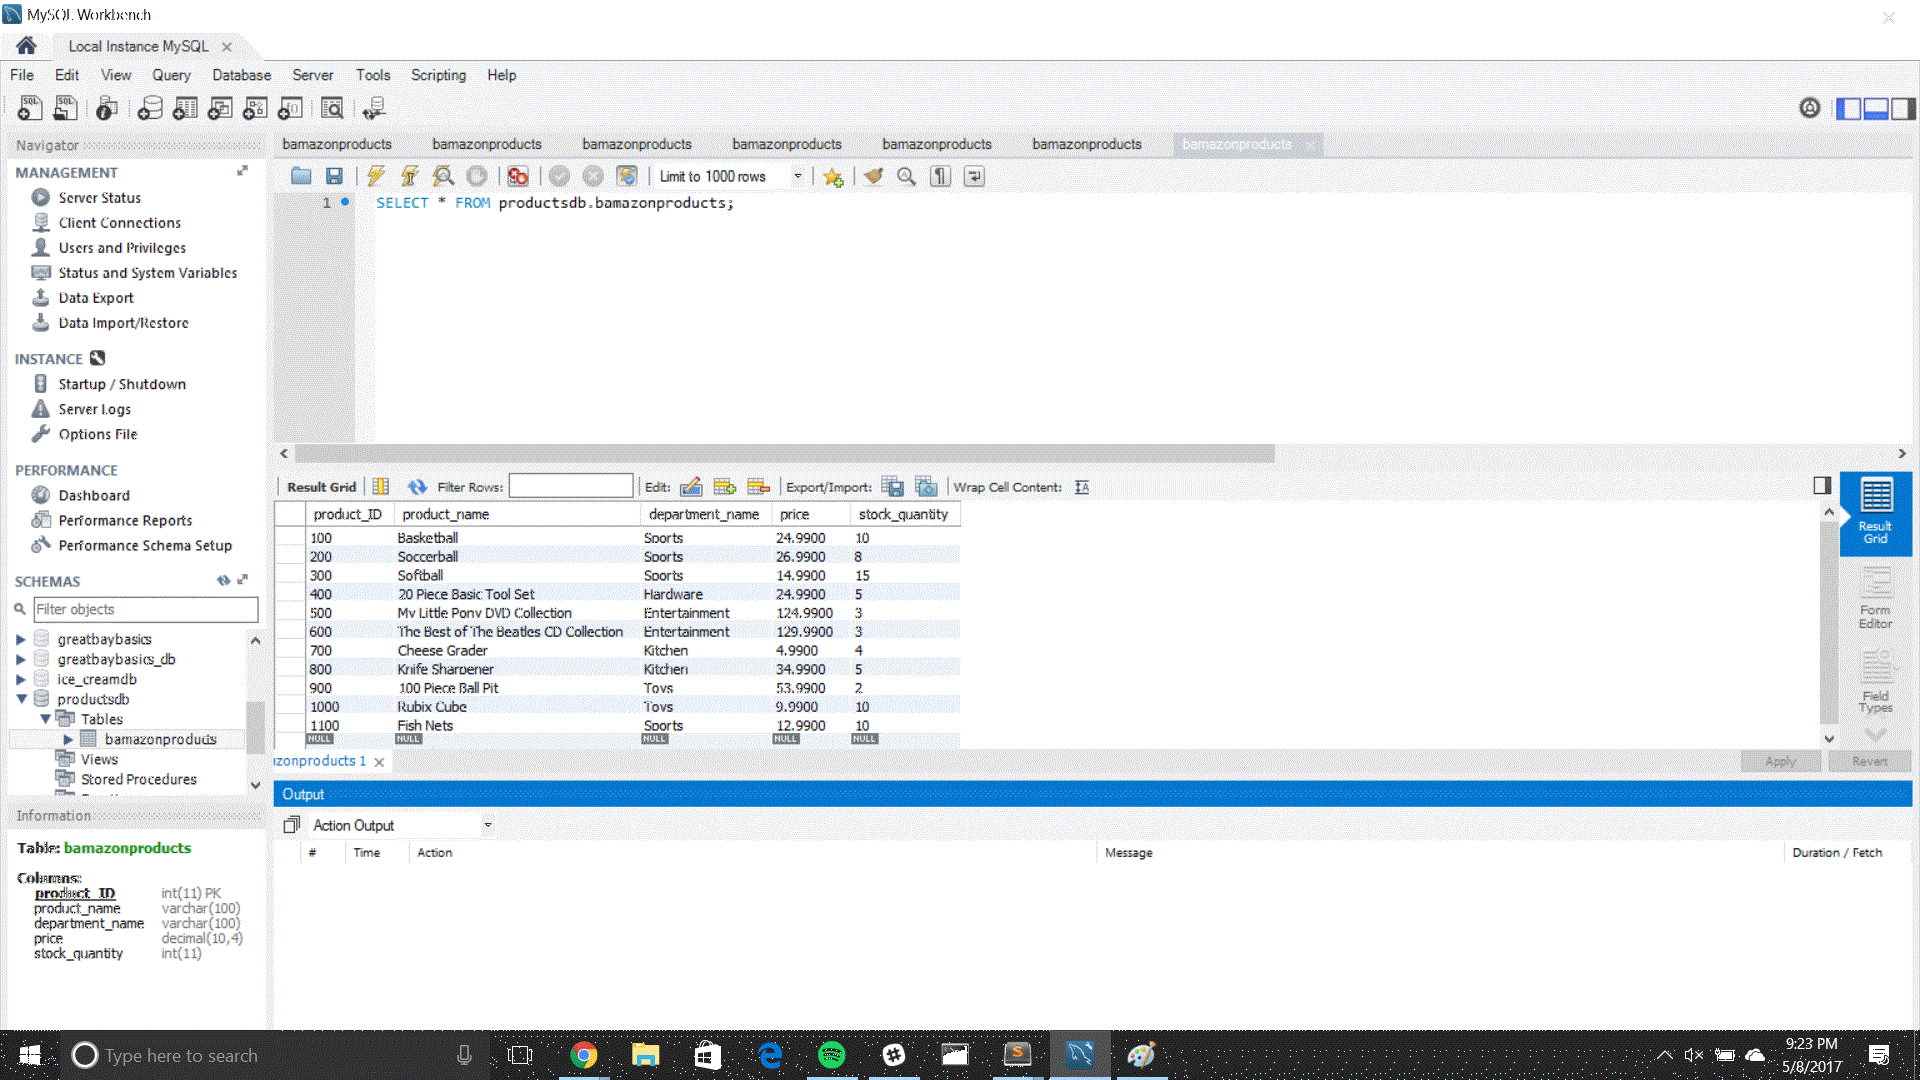 MySQL Workbench
Local Instance MySQL
File Edit View Query Database Server Tools Scripting Help
Navigator
MANAGEMENT
Server Status
Client Connections
Users and Privileges
Status and System Variables
Data Export
Data Import/Restore
INSTANCE
Startup / Shutdown
Server Logs
Options File
PERFORMANCE
Dashboard
Performance Reports
Performance Schema Setup
SCHEMAS
Filter objects
greatbaybasics
greatbaybasics_db
ice_creamdb
productsdb
Tables
bamazonproducts
Views
Stored Procedures
Information
Table: bamazonproducts
Columns:
product_ID int(11) PK
product_name varchar(100)
department_name varchar(100)
price decimal(10,4)
stock_quantity int(11)
bamazonproducts bamazonproducts bamazonproducts bamazonproducts bamazonproducts bamazonproducts bamazonproducts
Limit to 1000 rows
1 SELECT * FROM productsdb.bamazonproducts;
Result Grid Filter Rows: Edit: Export/Import: Wrap Cell Content:
product_ID product_name department_name price stock_quantity
100 Basketball Sports 24.9900 10
200 Soccerball Sports 26.9900 8
300 Softball Sports 14.9900 15
400 20 Piece Basic Tool Set Hardware 24.9900 5
500 My Little Pony DVD Collection Entertainment 124.9900 3
600 The Best of The Beatles CD Collection Entertainment 129.9900 3
700 Cheese Grader Kitchen 4.9900 4
800 Knife Sharpener Kitchen 34.9900 5
900 100 Piece Ball Pit Toys 53.9900 2
1000 Rubix Cube Toys 9.9900 10
1100 Fish Nets Sports 12.9900 10
NULL NULL NULL NULL NULL
Result
Grid
Form
Editor
Field
Types
azonproducts 1
Apply Revert
Output
Action Output
# Time Action Message Duration / Fetch
Type here to search
9:23 PM
5/8/2017